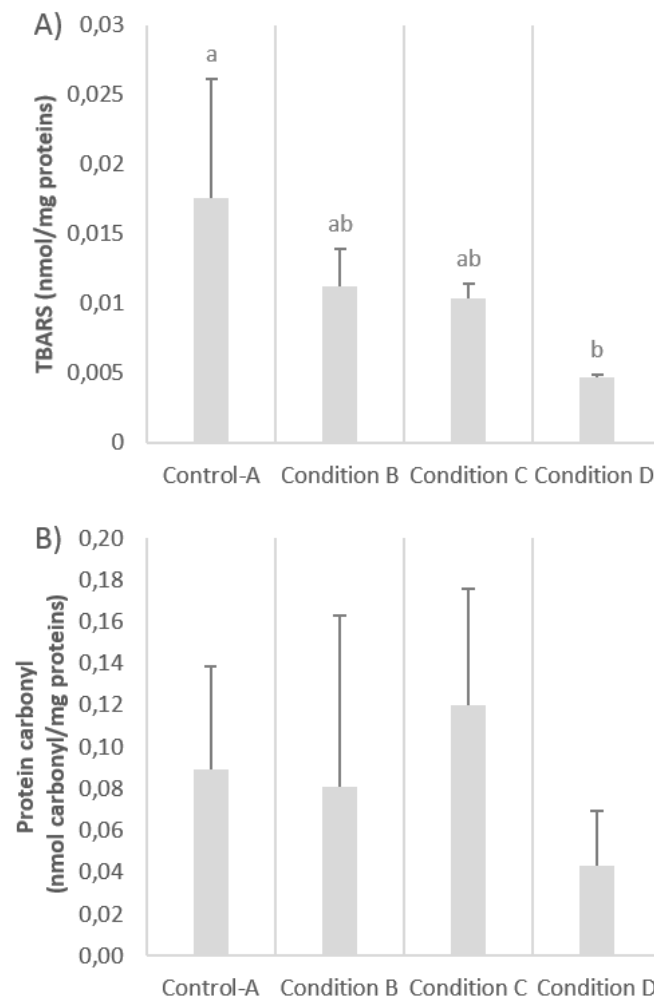 A)
TBARS (nmol/mg proteins)
0,03
0,025
0,02
0,015
0,01
0,005
0
a
ab
ab
b
Control-A Condition B Condition C Condition D
B)
Protein carbonyl
(nmol carbonyl/mg proteins)
0,20
0,18
0,16
0,14
0,12
0,10
0,08
0,06
0,04
0,02
0,00
Control-A Condition B Condition C Condition D